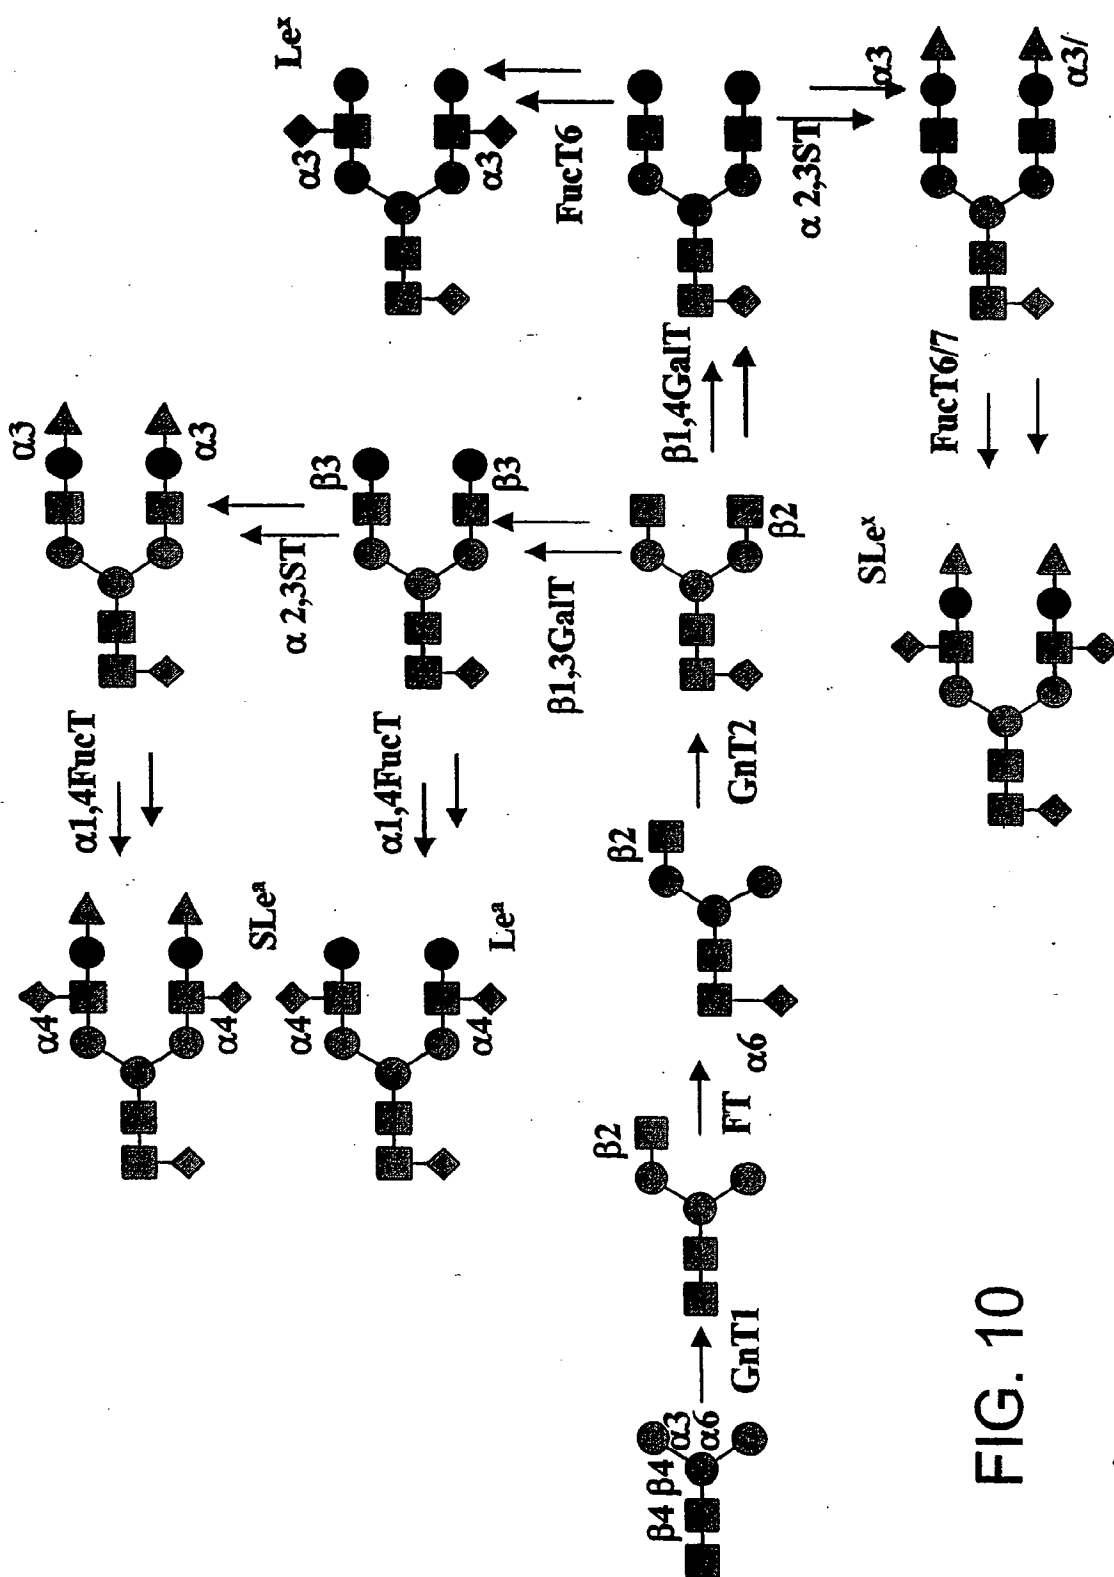 α4
α4
SLeᵃ
α1,4FucT
α3
α3
α 2,3ST
α4
α4
Leᵃ
α1,4FucT
β3
β3
β1,3GalT
Leˣ
α3
α3
FucT6
β4 β4
α3
α6
GnT1
β2
FT
β2
α6
GnT2
β2
β1,4GalT
α 2,3ST
SLeˣ
FucT6/7
α3
α3/
FIG. 10